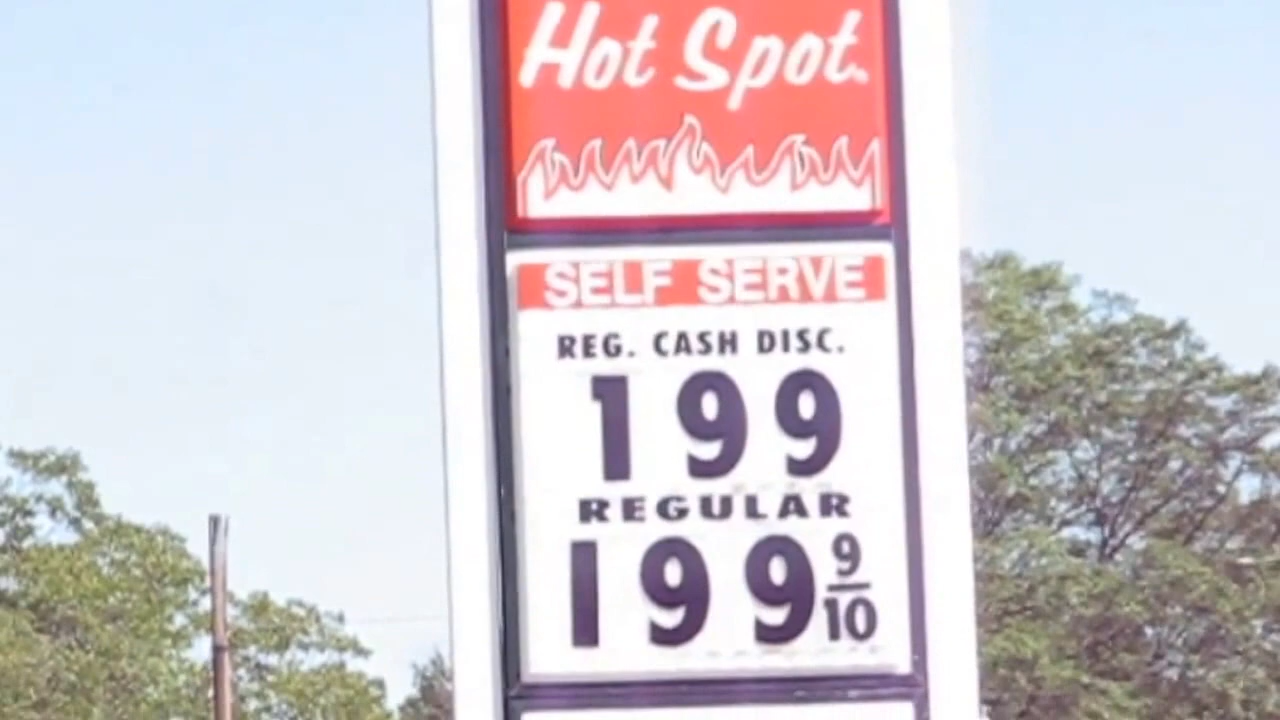 Hot Spot
SELF SERVE
REG. CASH DISC.
199
REGULAR
199 9/10